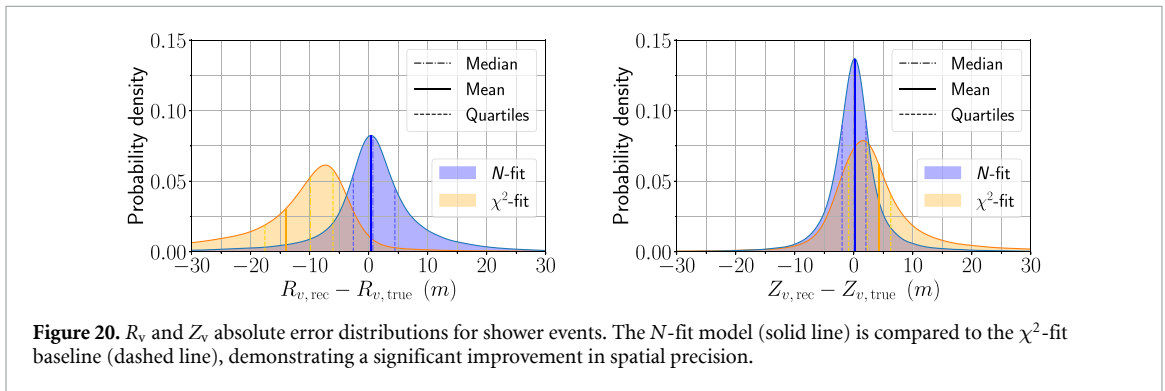 0.15
0.10
0.05
0.00
Probability density
Median
Mean
Quartiles
N-fit
χ²-fit
−30 −20 −10 0 10 20 30
R_{v, rec} − R_{v, true} (m)
0.15
0.10
0.05
0.00
Probability density
Median
Mean
Quartiles
N-fit
χ²-fit
−30 −20 −10 0 10 20 30
Z_{v, rec} − Z_{v, true} (m)
Figure 20. R_v and Z_v absolute error distributions for shower events. The N-fit model (solid line) is compared to the χ²-fit
baseline (dashed line), demonstrating a significant improvement in spatial precision.